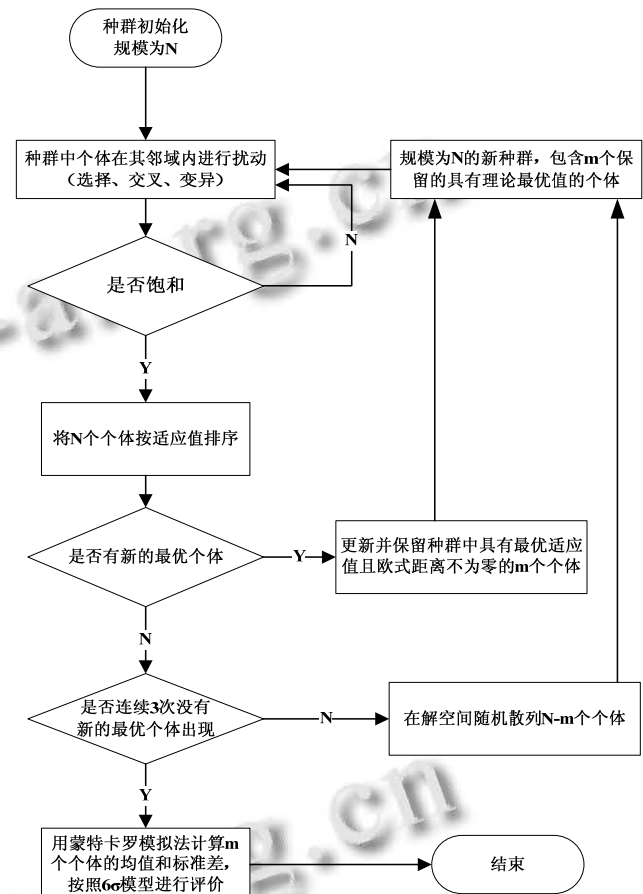 种群初始化
规模为N
种群中个体在其邻域内进行扰动
（选择、交叉、变异）
规模为N的新种群，包含m个保
留的具有理论最优值的个体
N
是否饱和
Y
将N个个体按适应值排序
是否有新的最优个体
Y
更新并保留种群中具有最优适应
值且欧式距离不为零的m个个体
N
是否连续3次没有
新的最优个体出现
N
在解空间随机散列N-m个个体
Y
用蒙特卡罗模拟法计算m
个个体的均值和标准差，
按照6σ模型进行评价
结束